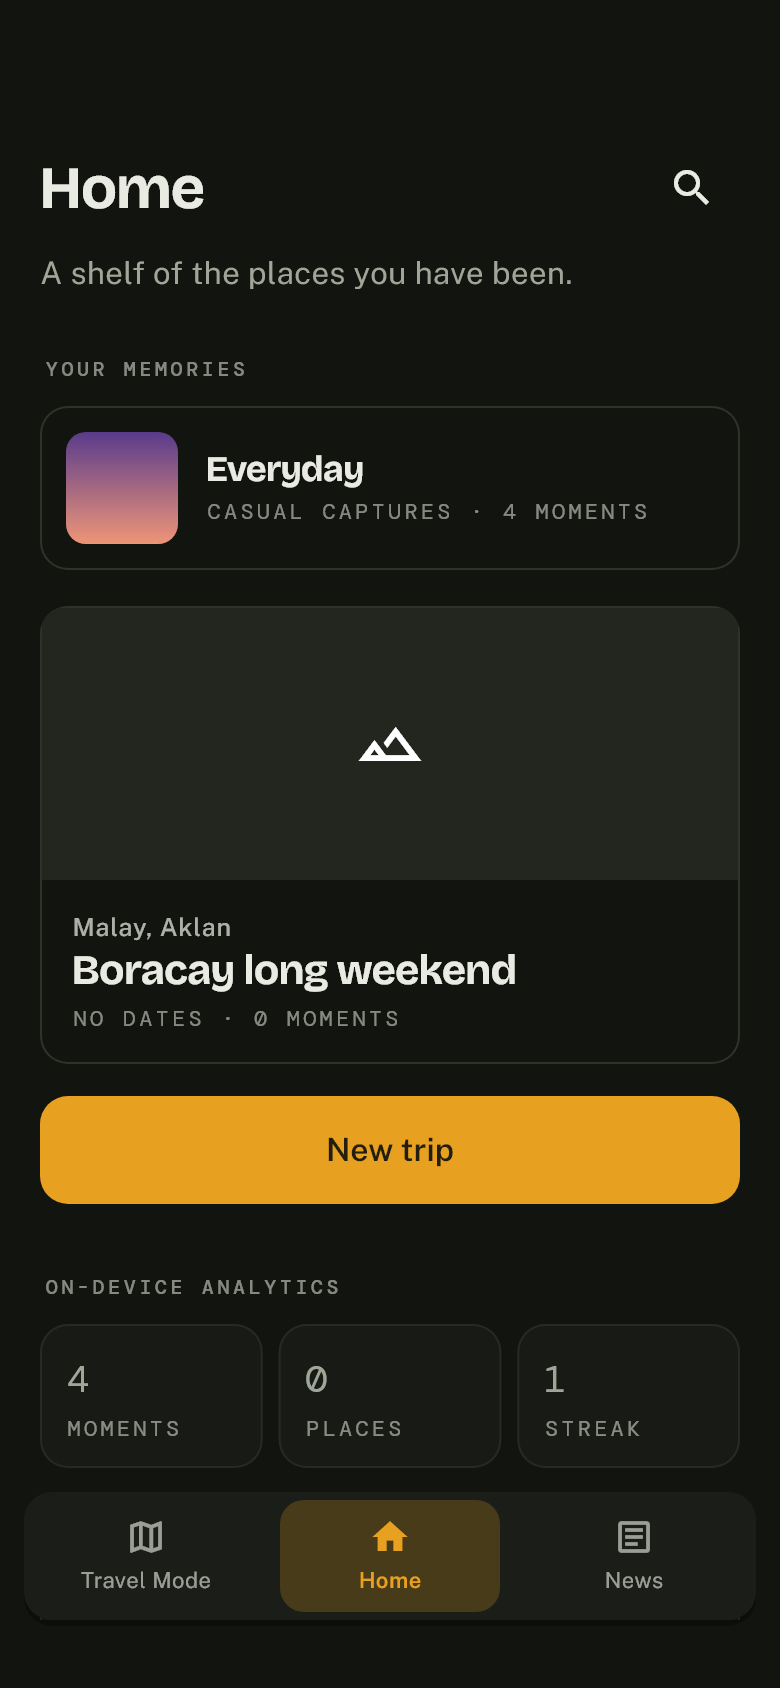 Home
A shelf of the places you have been.
YOUR MEMORIES
Everyday
CASUAL CAPTURES · 4 MOMENTS
Malay, Aklan
Boracay long weekend
NO DATES · 0 MOMENTS
New trip
ON-DEVICE ANALYTICS
4 0 1
MOMENTS PLACES STREAK
Travel Mode Home News